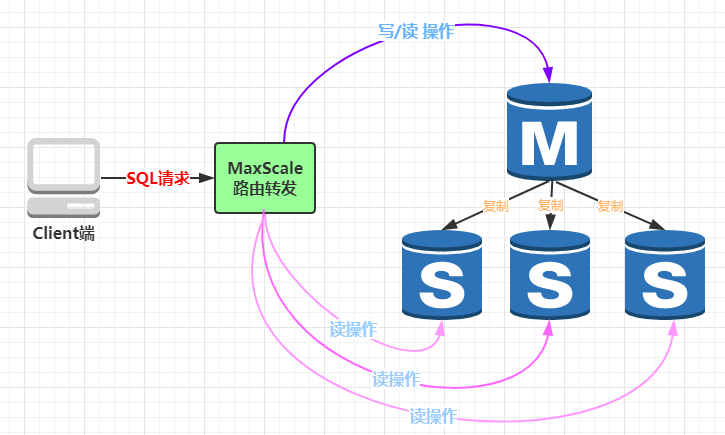 写/读 操作
M
MaxScale
路由转发
SQL请求
Client端
复制
复制
复制
S
S
S
读操作
读操作
读操作